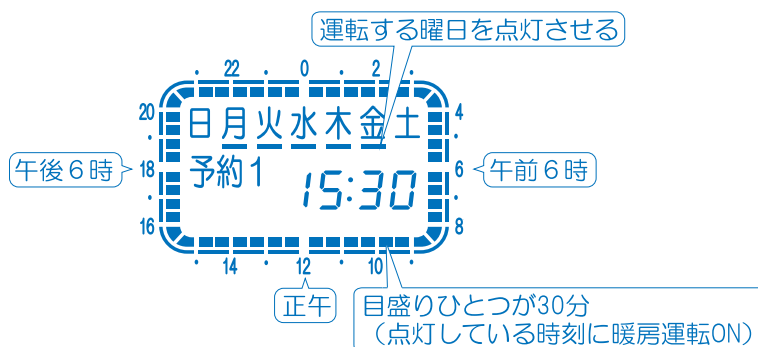 運転する曜日を点灯させる
22 0 2
20 4
日月火水木金土
午後6時 18 予約1 6 午前6時
15:30
16 8
14 12 10
正午
目盛りひとつが30分
（点灯している時刻に暖房運転ON）